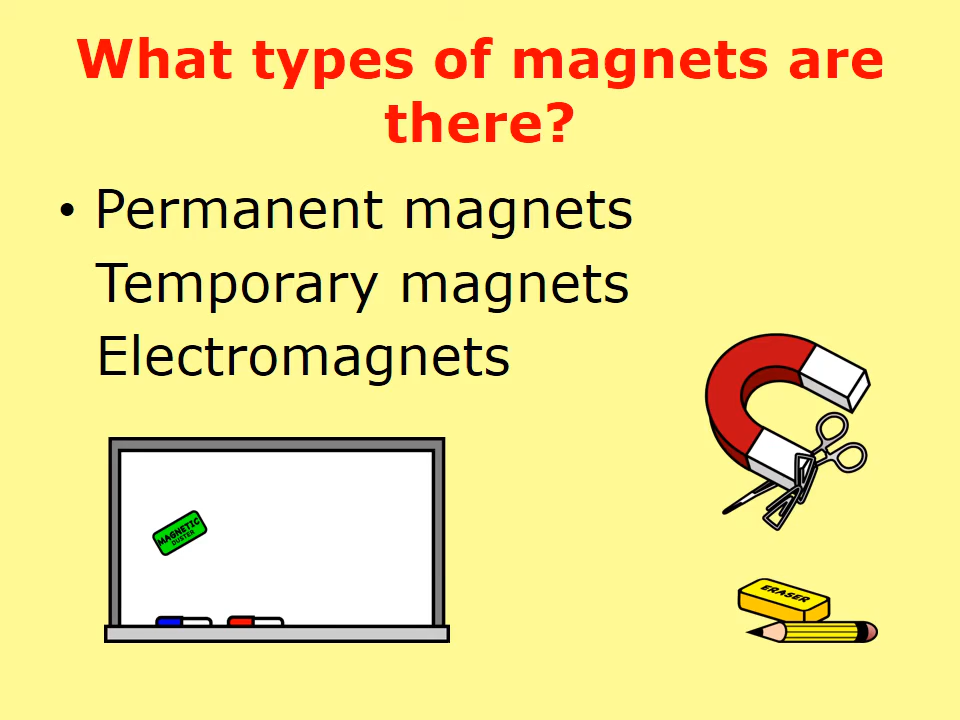 What types of magnets are
there?
• Permanent magnets
Temporary magnets
Electromagnets
MAGNETIC
DUSTER
ERASER